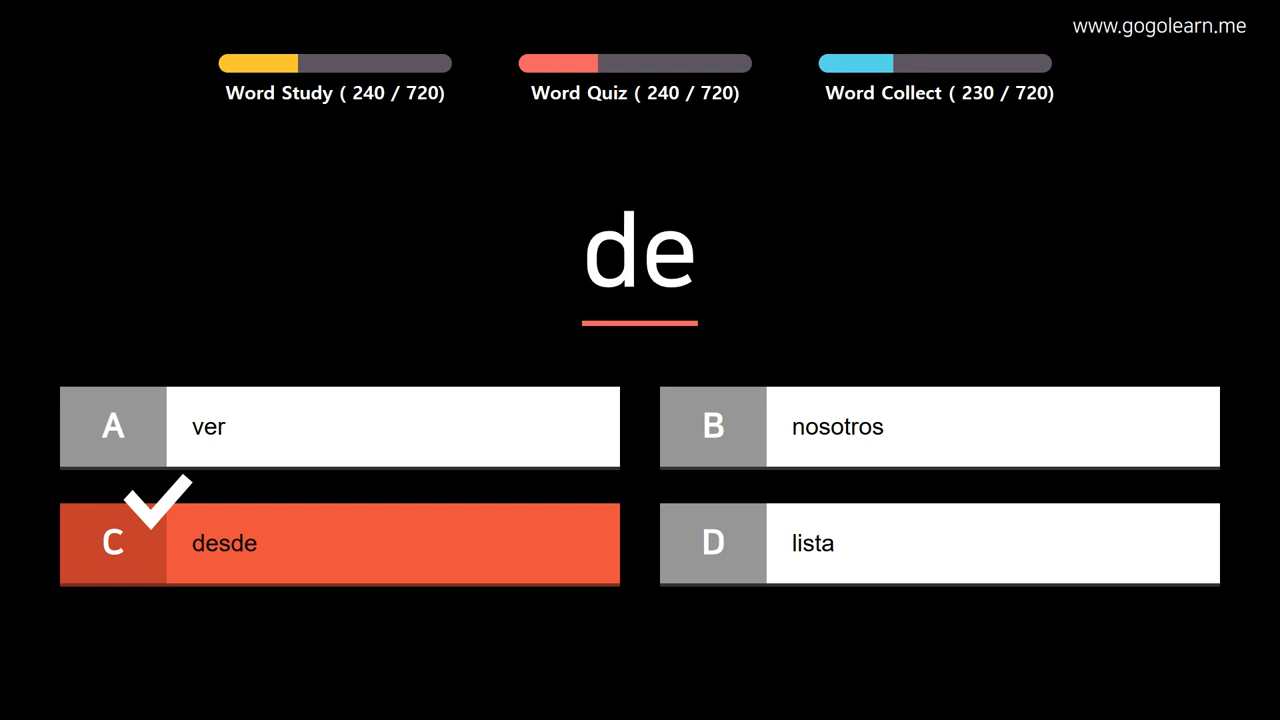 www.gogolearn.me
Word Study ( 240 / 720)
Word Quiz ( 240 / 720)
Word Collect ( 230 / 720)
de
A ver
B nosotros
C desde
D lista